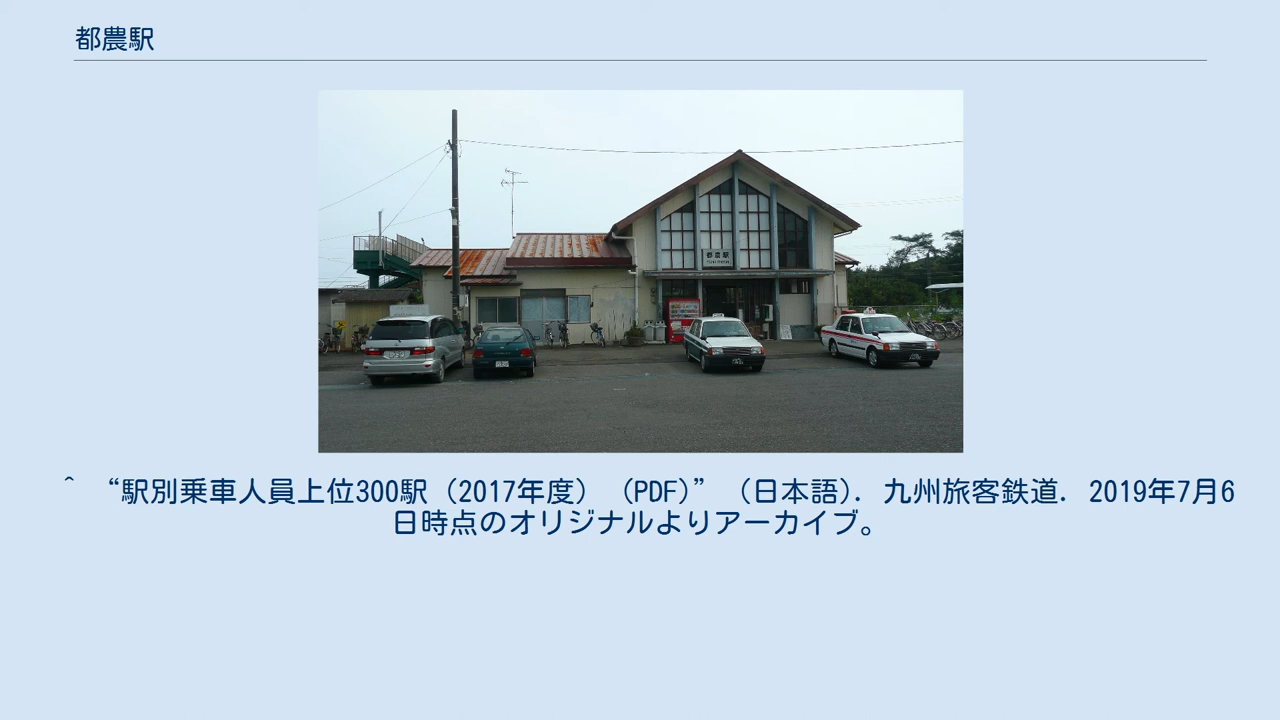 都農駅
都農駅
^ “駅別乗車人員上位300駅（2017年度）（PDF）” （日本語）. 九州旅客鉄道. 2019年7月6
日時点のオリジナルよりアーカイブ。